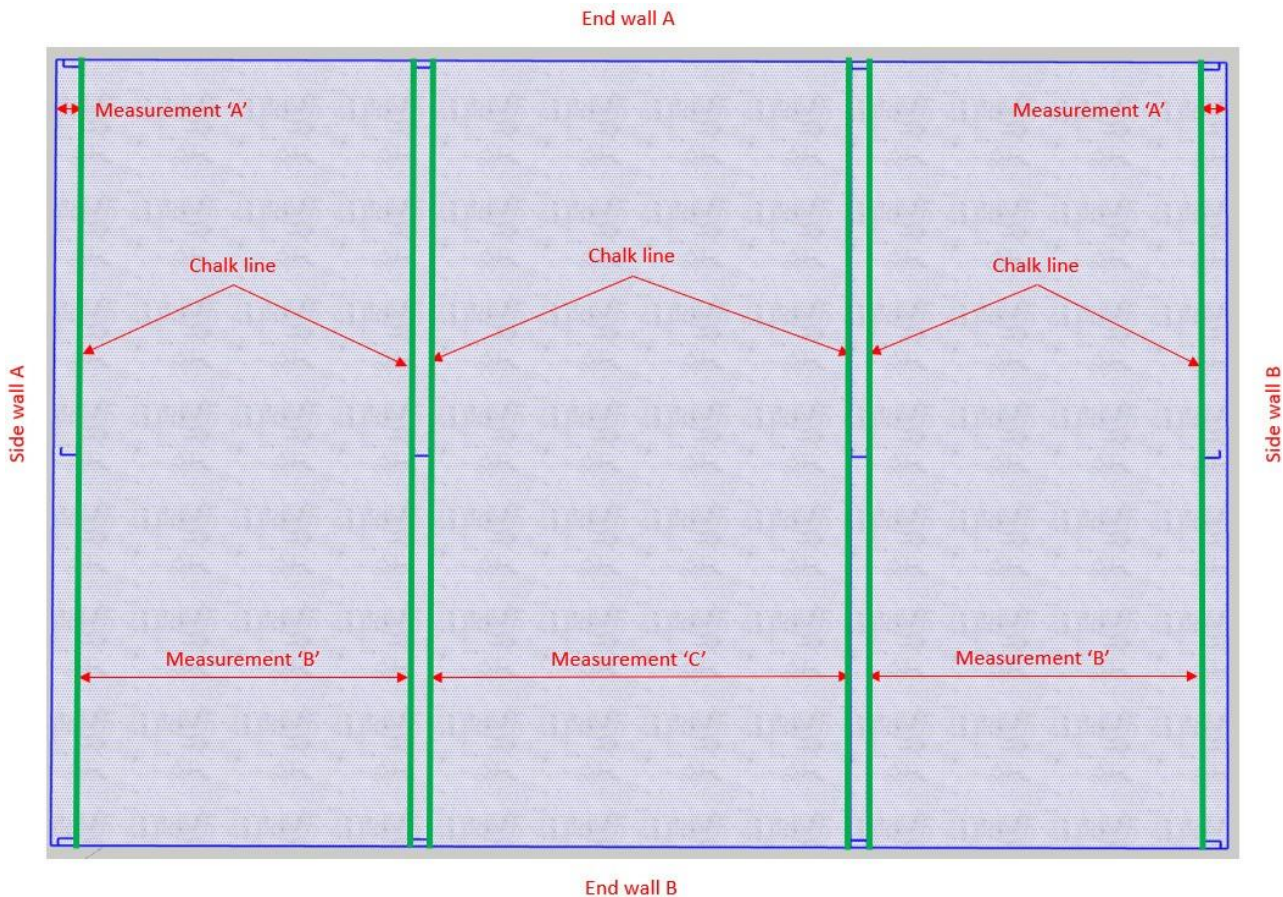 End wall A
Measurement ‘A’
Measurement ‘A’
Chalk line
Chalk line
Chalk line
Side wall A
Side wall B
Measurement ‘B’
Measurement ‘C’
Measurement ‘B’
End wall B